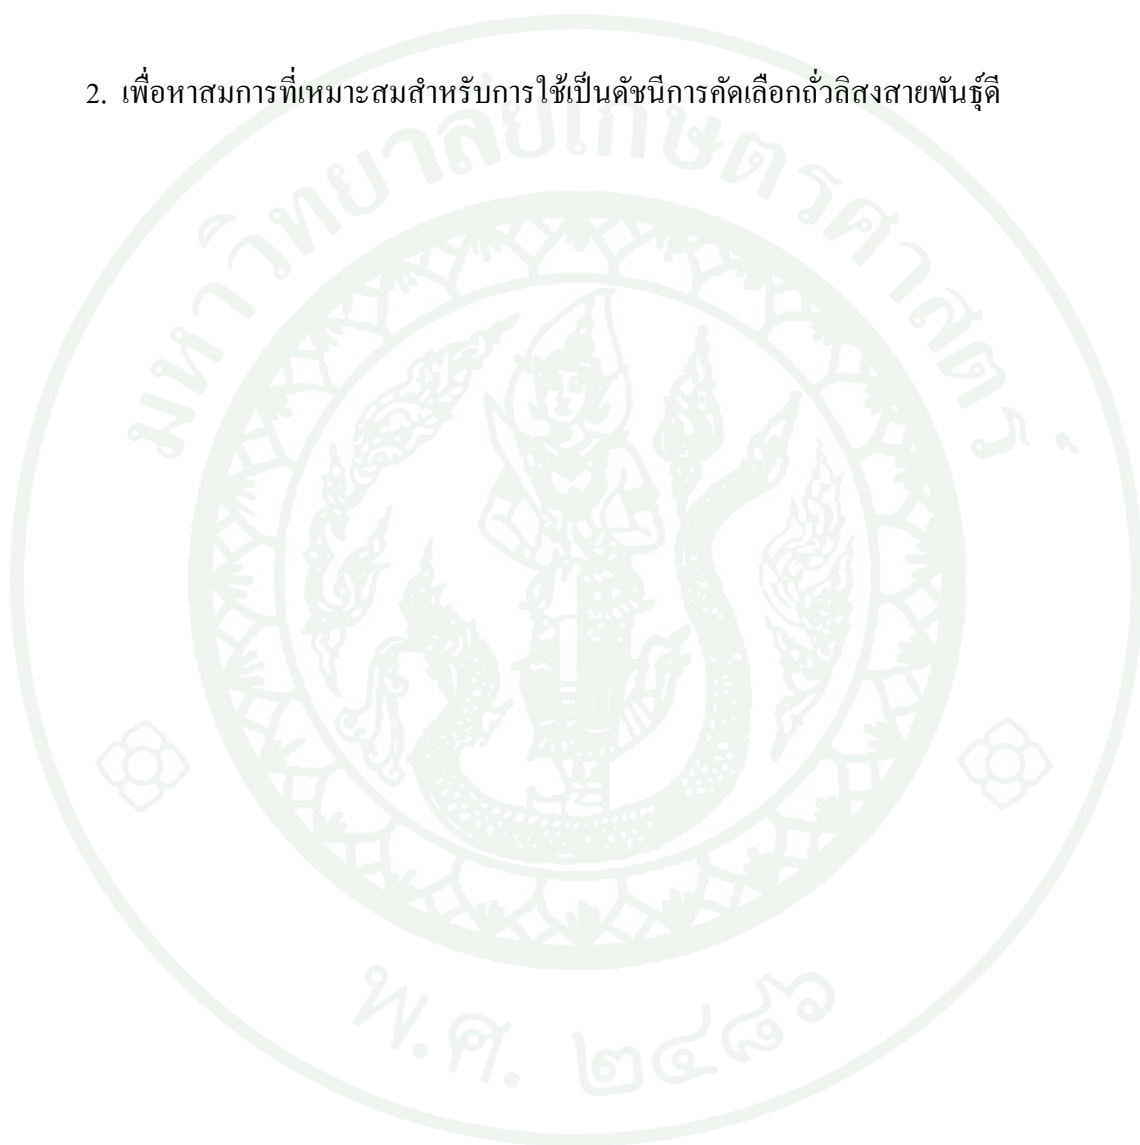 2. เพื่อหาสมการที่เหมาะสมสำหรับการใช้เป็นดัชนีการคัดเลือกถั่วลิสงสายพันธุ์ดี
มหาวิทยาลัยเกษตรศาสตร์
พ.ศ. ๒๔๘๖